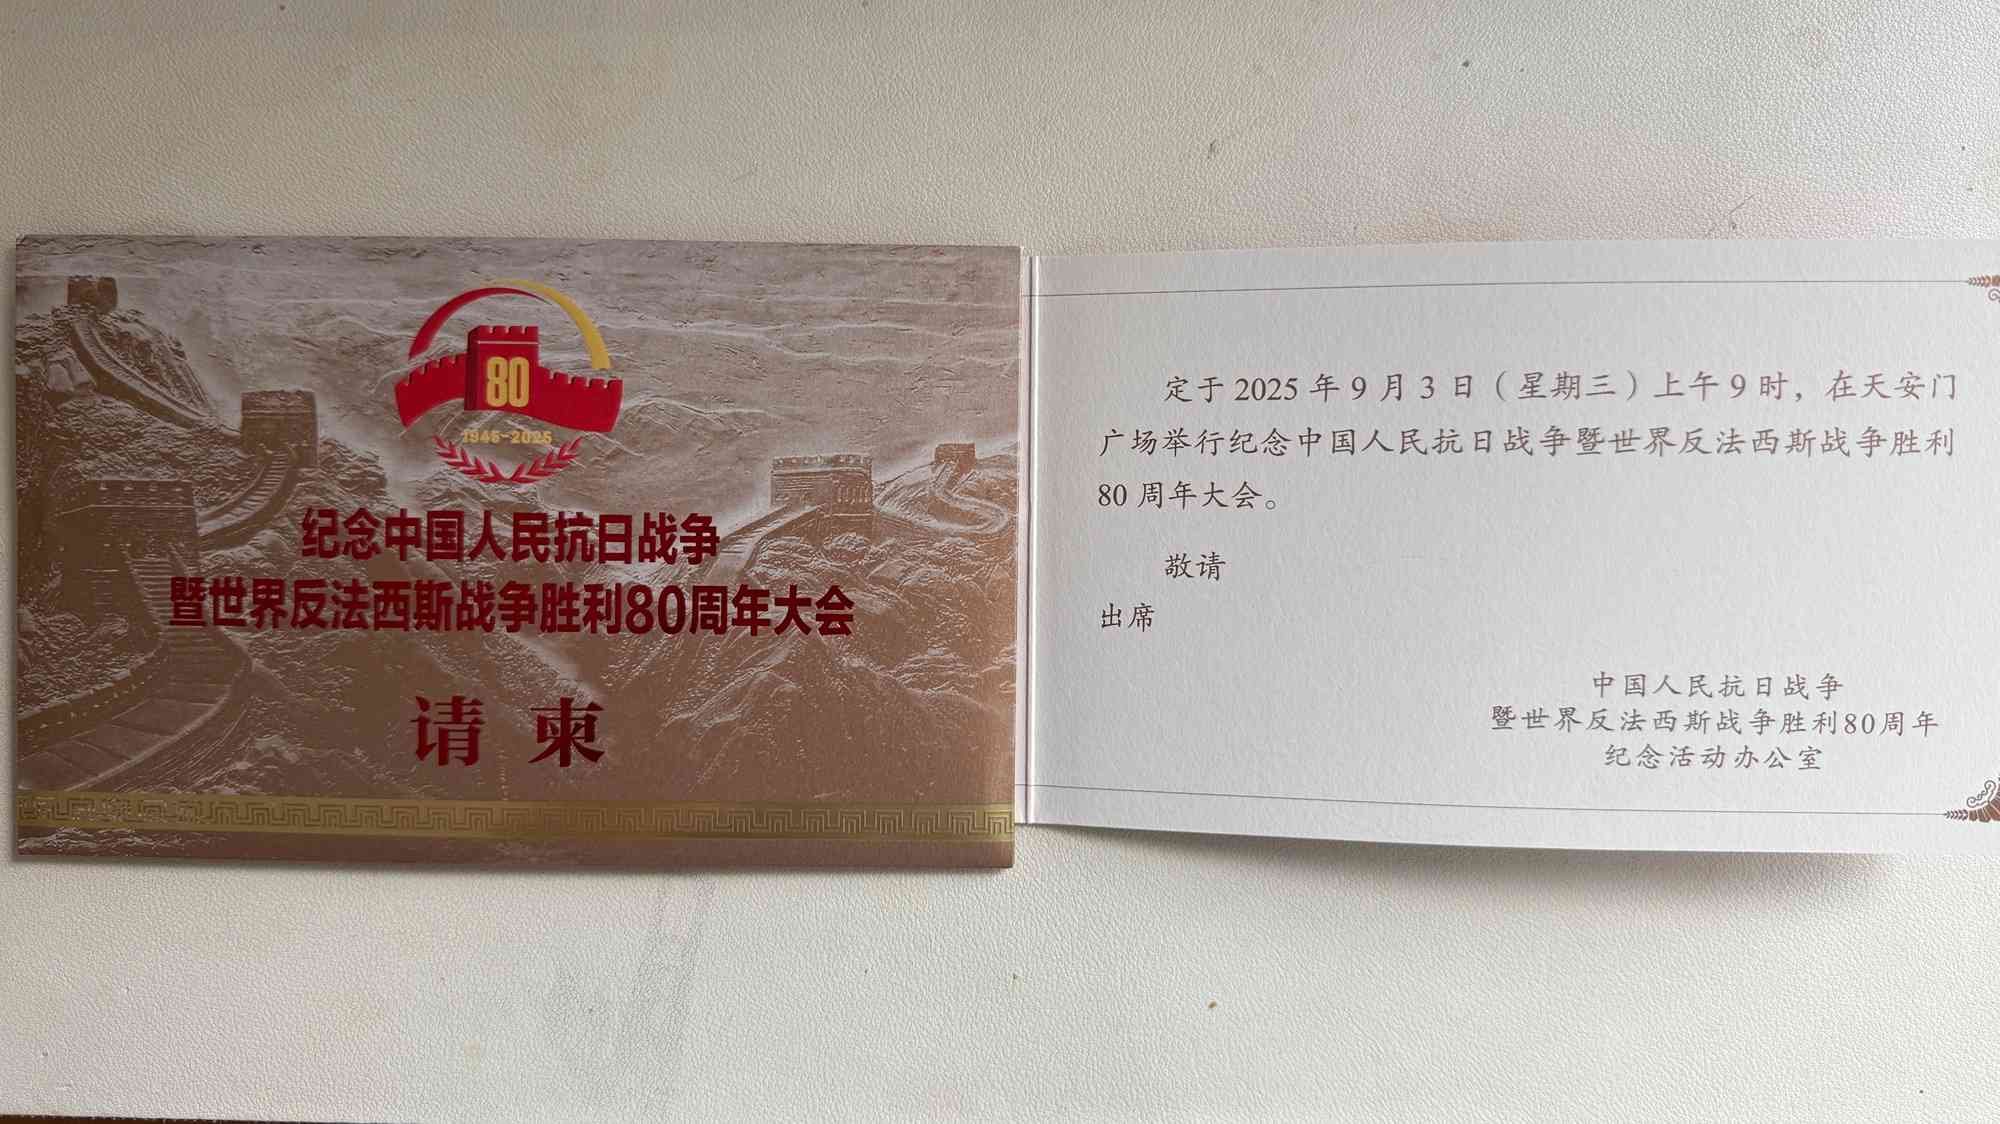 80
1945-2025
纪念中国人民抗日战争
暨世界反法西斯战争胜利80周年大会
请柬
定于2025年9月3日（星期三）上午9时，在天安门
广场举行纪念中国人民抗日战争暨世界反法西斯战争胜利
80周年大会。
敬请
出席
中国人民抗日战争
暨世界反法西斯战争胜利80周年
纪念活动办公室